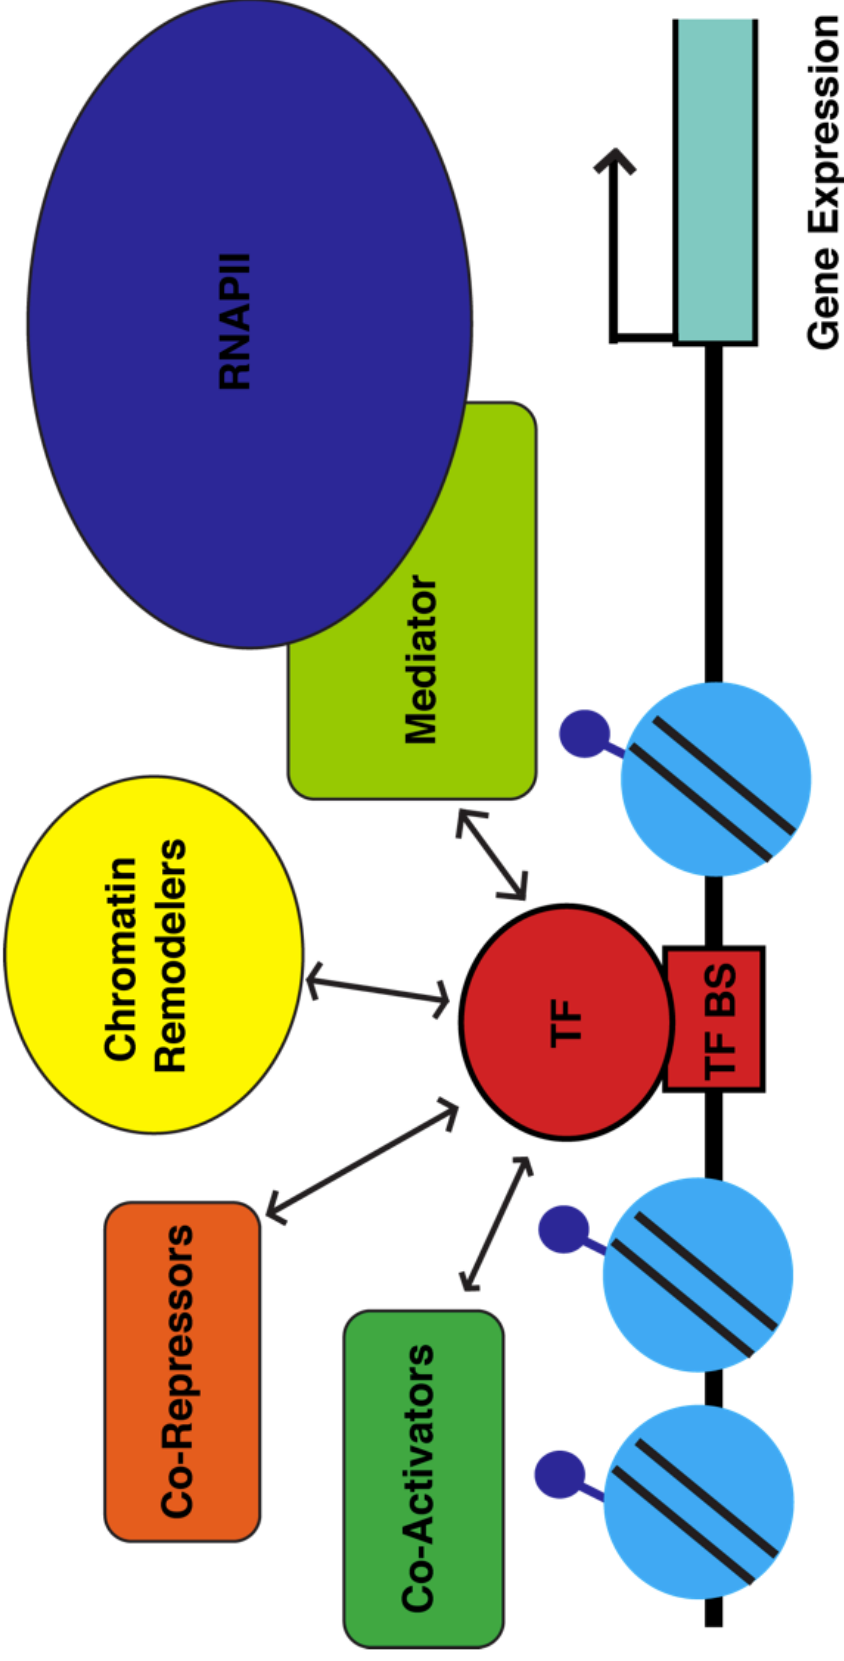 Co-Repressors
Chromatin
Remodelers
RNAPII
Co-Activators
Mediator
TF
TF BS
Gene Expression